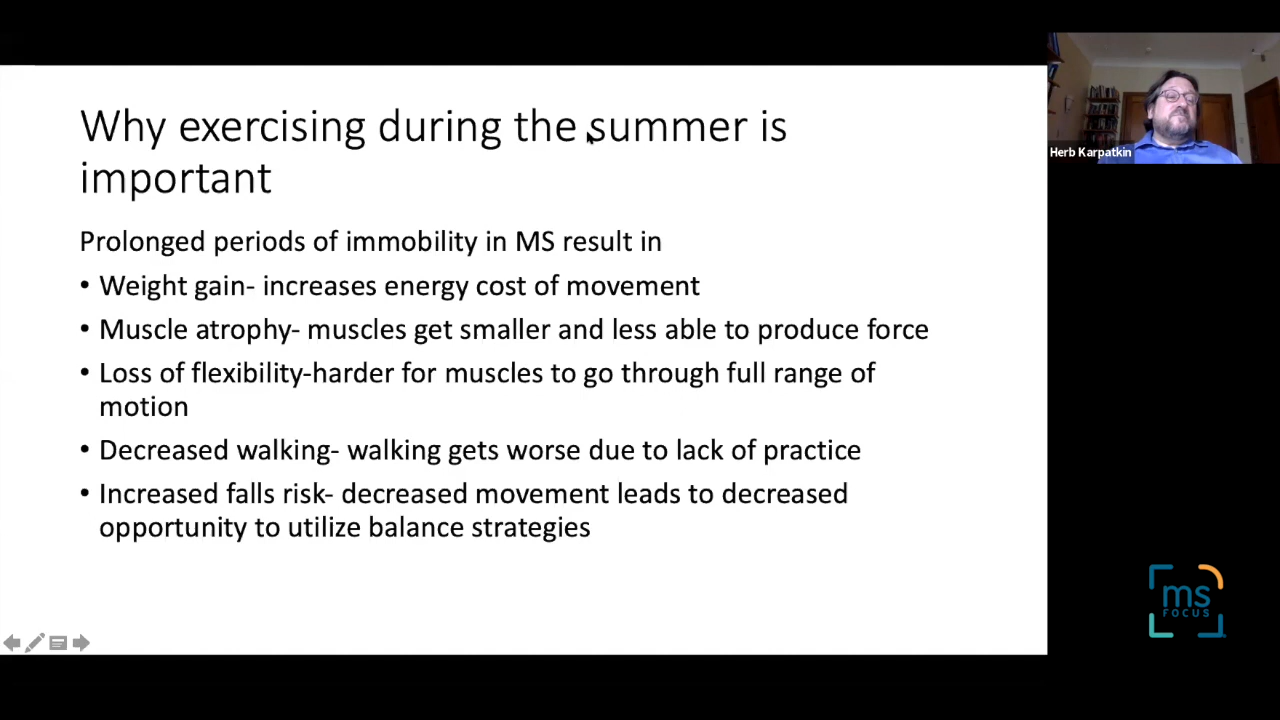 Why exercising during the summer is
important
Prolonged periods of immobility in MS result in
• Weight gain- increases energy cost of movement
• Muscle atrophy- muscles get smaller and less able to produce force
• Loss of flexibility-harder for muscles to go through full range of
motion
• Decreased walking- walking gets worse due to lack of practice
• Increased falls risk- decreased movement leads to decreased
opportunity to utilize balance strategies
Herb Karpatkin
ms
FOCUS